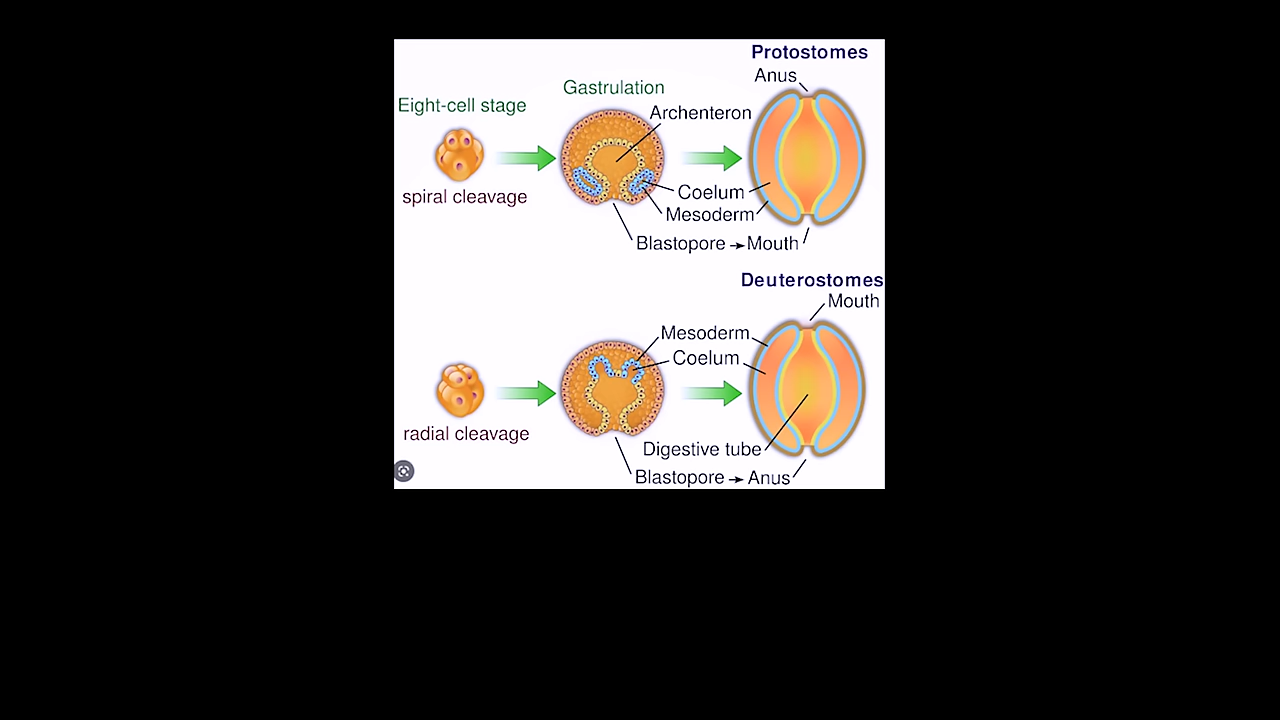 Protostomes
Anus
Gastrulation
Eight-cell stage
Archenteron
spiral cleavage
Coelum
Mesoderm
Blastopore → Mouth
Deuterostomes
Mouth
Mesoderm
Coelum
radial cleavage
Digestive tube
Blastopore → Anus